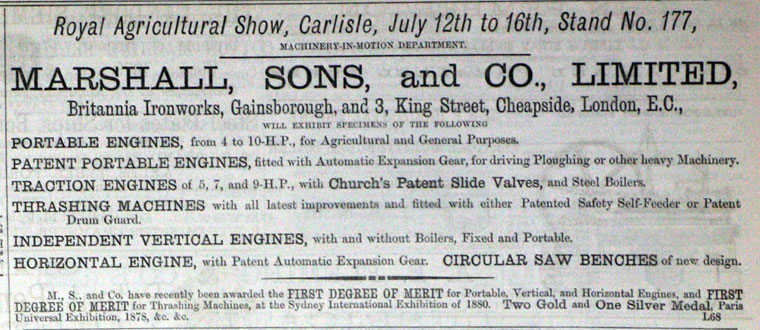 Royal Agricultural Show, Carlisle, July 12th to 16th, Stand No. 177,
MACHINERY-IN-MOTION DEPARTMENT.
MARSHALL, SONS, and CO., LIMITED,
Britannia Ironworks, Gainsborough, and 3, King Street, Cheapside, London, E.C.,
WILL EXHIBIT SPECIMENS OF THE FOLLOWING
PORTABLE ENGINES, from 4 to 10-H.P., for Agricultural and General Purposes.
PATENT PORTABLE ENGINES, fitted with Automatic Expansion Gear, for driving Ploughing or other heavy Machinery.
TRACTION ENGINES of 5, 7, and 9-H.P., with Church's Patent Slide Valves, and Steel Boilers.
THRASHING MACHINES with all latest improvements and fitted with either Patented Safety Self-Feeder or Patent
Drum Guard.
INDEPENDENT VERTICAL ENGINES, with and without Boilers, Fixed and Portable.
HORIZONTAL ENGINE, with Patent Automatic Expansion Gear. CIRCULAR SAW BENCHES of new design.
M., S., and Co. have recently been awarded the FIRST DEGREE OF MERIT for Portable, Vertical, and Horizontal Engines, and FIRST
DEGREE OF MERIT for Thrashing Machines, at the Sydney International Exhibition of 1880. Two Gold and One Silver Medal, Paris
Universal Exhibition, 1878, &c. &c. L68